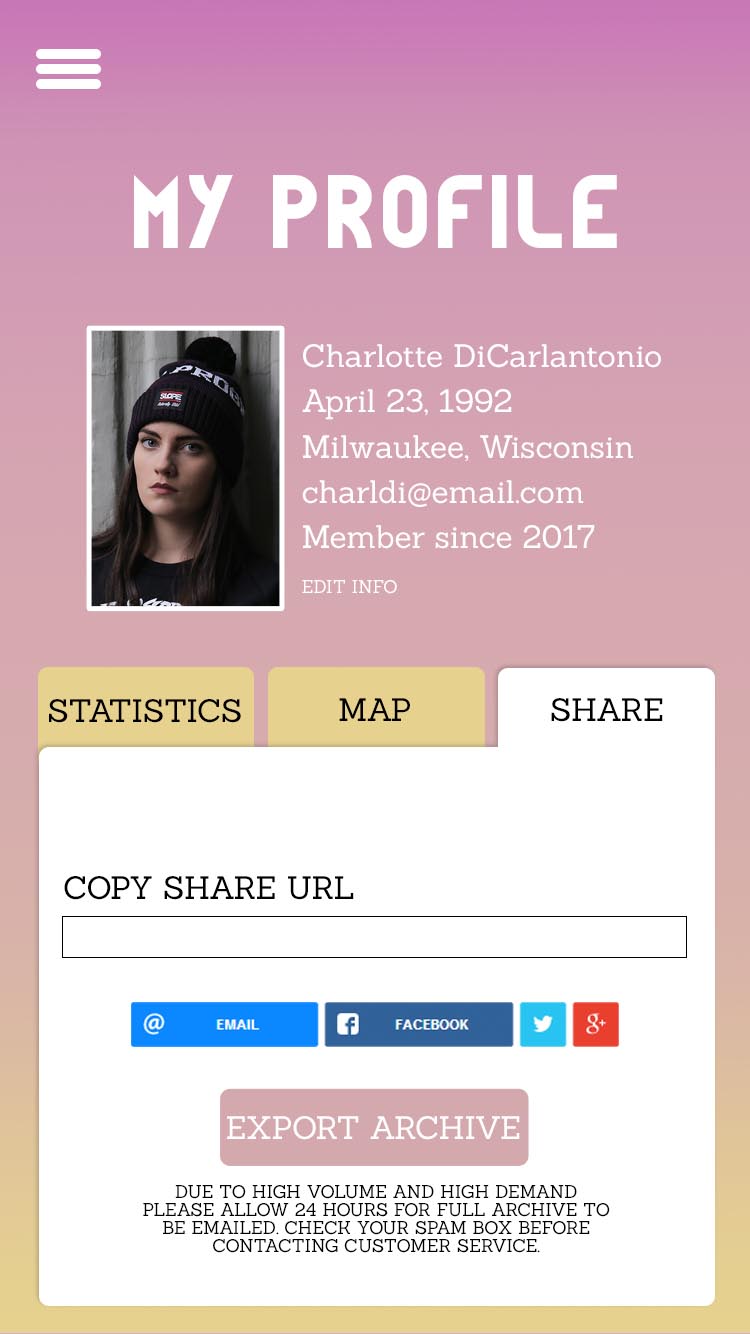 MY PROFILE
Charlotte DiCarlantonio
April 23, 1992
Milwaukee, Wisconsin
charldi@email.com
Member since 2017
EDIT INFO
SLOPE
STATISTICS
MAP
SHARE
COPY SHARE URL
@ EMAIL
f FACEBOOK
g+
EXPORT ARCHIVE
DUE TO HIGH VOLUME AND HIGH DEMAND
PLEASE ALLOW 24 HOURS FOR FULL ARCHIVE TO
BE EMAILED. CHECK YOUR SPAM BOX BEFORE
CONTACTING CUSTOMER SERVICE.